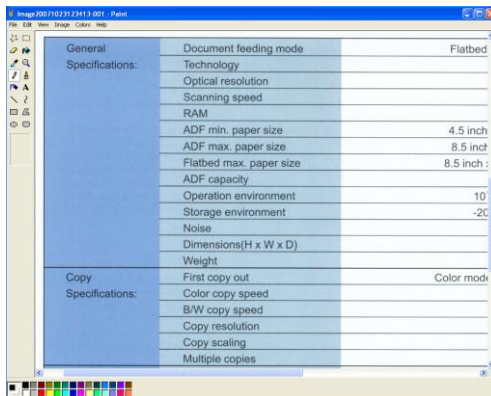 Image20071023123413-001 - Paint
File Edit View Image Colors Help
General Document feeding mode Flatbed
Specifications: Technology
Optical resolution
Scanning speed
RAM
ADF min. paper size 4.5 inch
ADF max. paper size 8.5 inch
Flatbed max. paper size 8.5 inch
ADF capacity
Operation environment 10
Storage environment -20
Noise
Dimensions(H x W x D)
Weight
Copy First copy out Color mode
Specifications: Color copy speed
B/W copy speed
Copy resolution
Copy scaling
Multiple copies